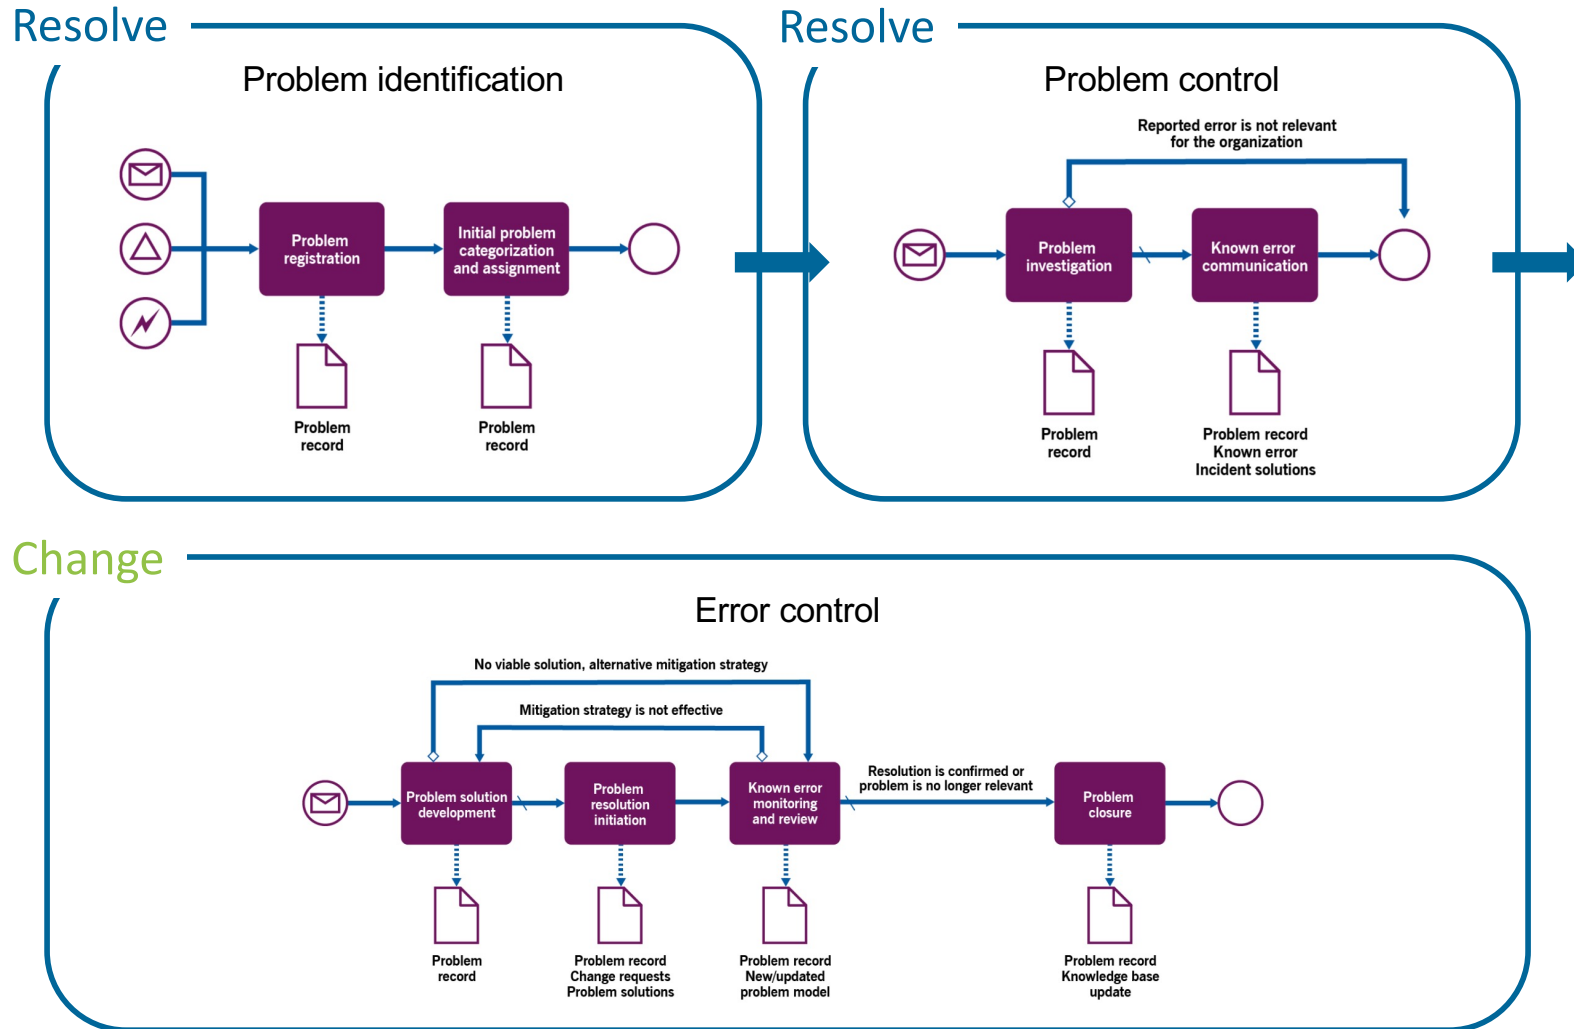 Resolve
Problem identification
Problem
registration
Initial problem
categorization
and assignment
Problem
record
Problem
record
Resolve
Problem control
Reported error is not relevant
for the organization
Problem
investigation
Known error
communication
Problem
record
Problem record
Known error
Incident solutions
Change
Error control
No viable solution, alternative mitigation strategy
Mitigation strategy is not effective
Problem solution
development
Problem
resolution
initiation
Known error
monitoring
and review
Resolution is confirmed or
problem is no longer relevant
Problem
closure
Problem
record
Problem record
Change requests
Problem solutions
Problem record
New/updated
problem model
Problem record
Knowledge base
update